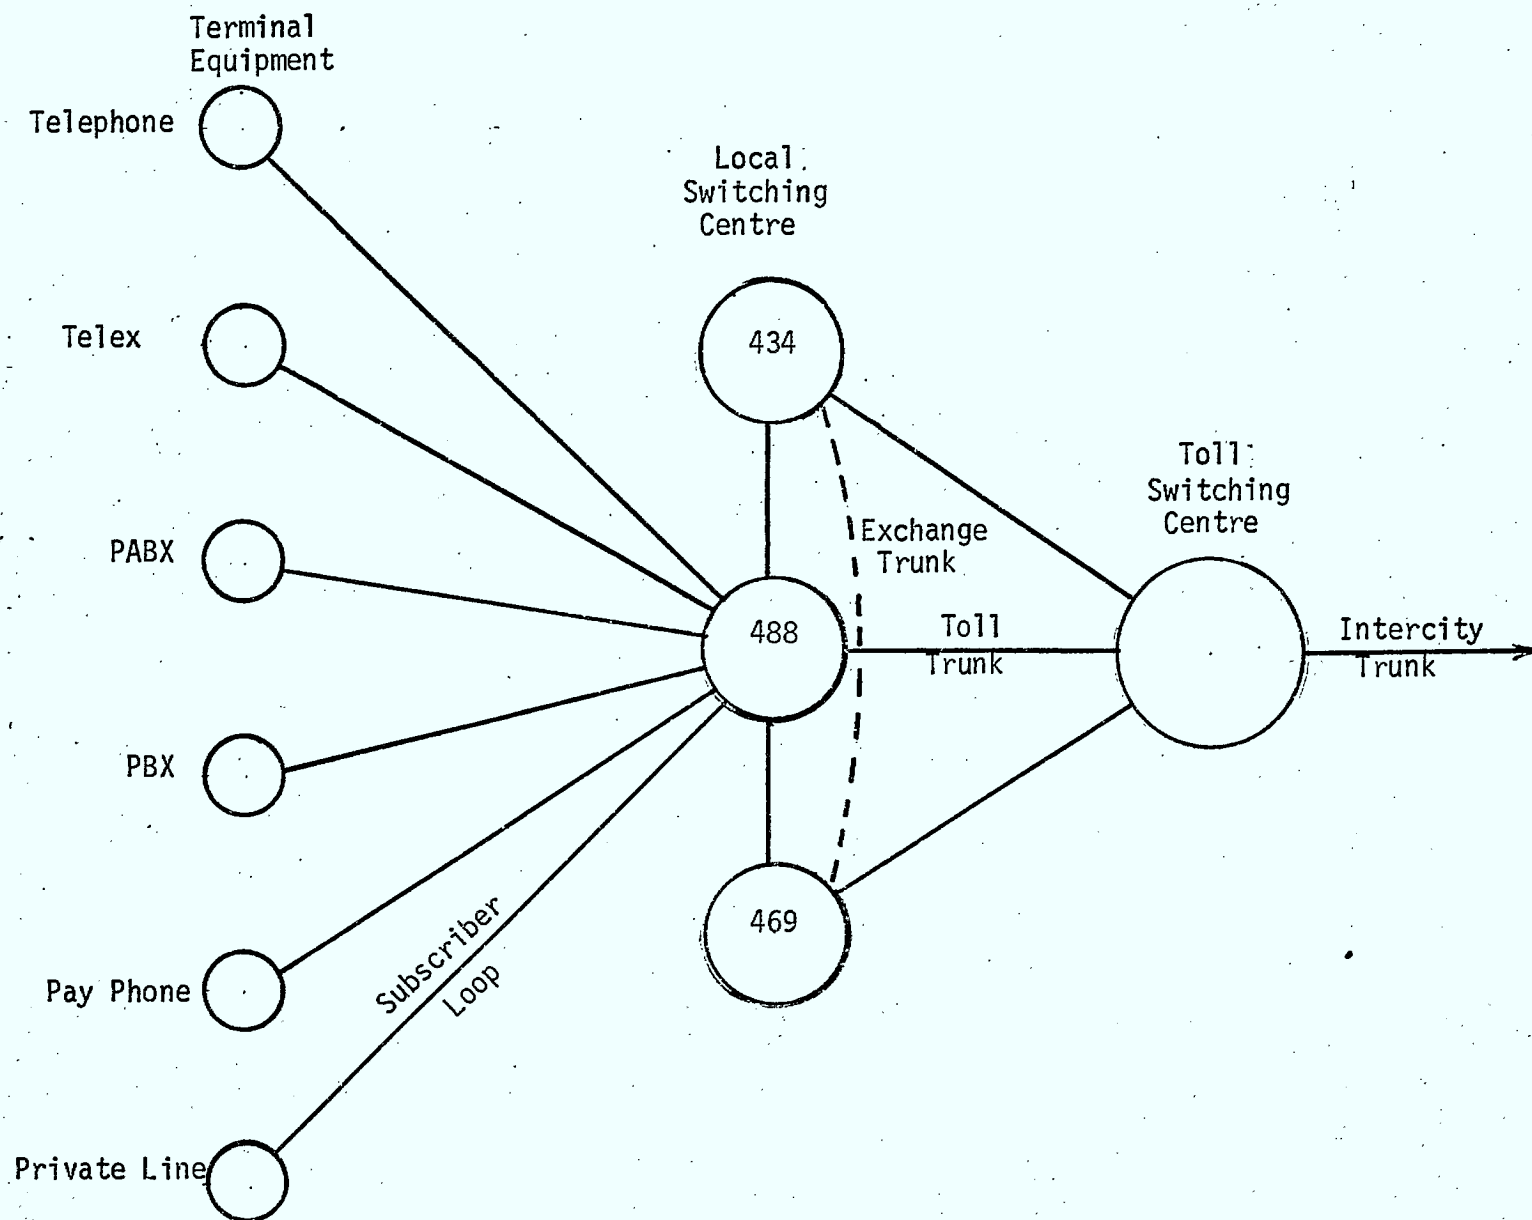 Terminal
Equipment
Telephone
Telex
PABX
PBX
Pay Phone
Private Line
Subscriber
Loop
Local
Switching
Centre
434
488
469
Exchange
Trunk
Toll
Trunk
Toll
Switching
Centre
Intercity
Trunk